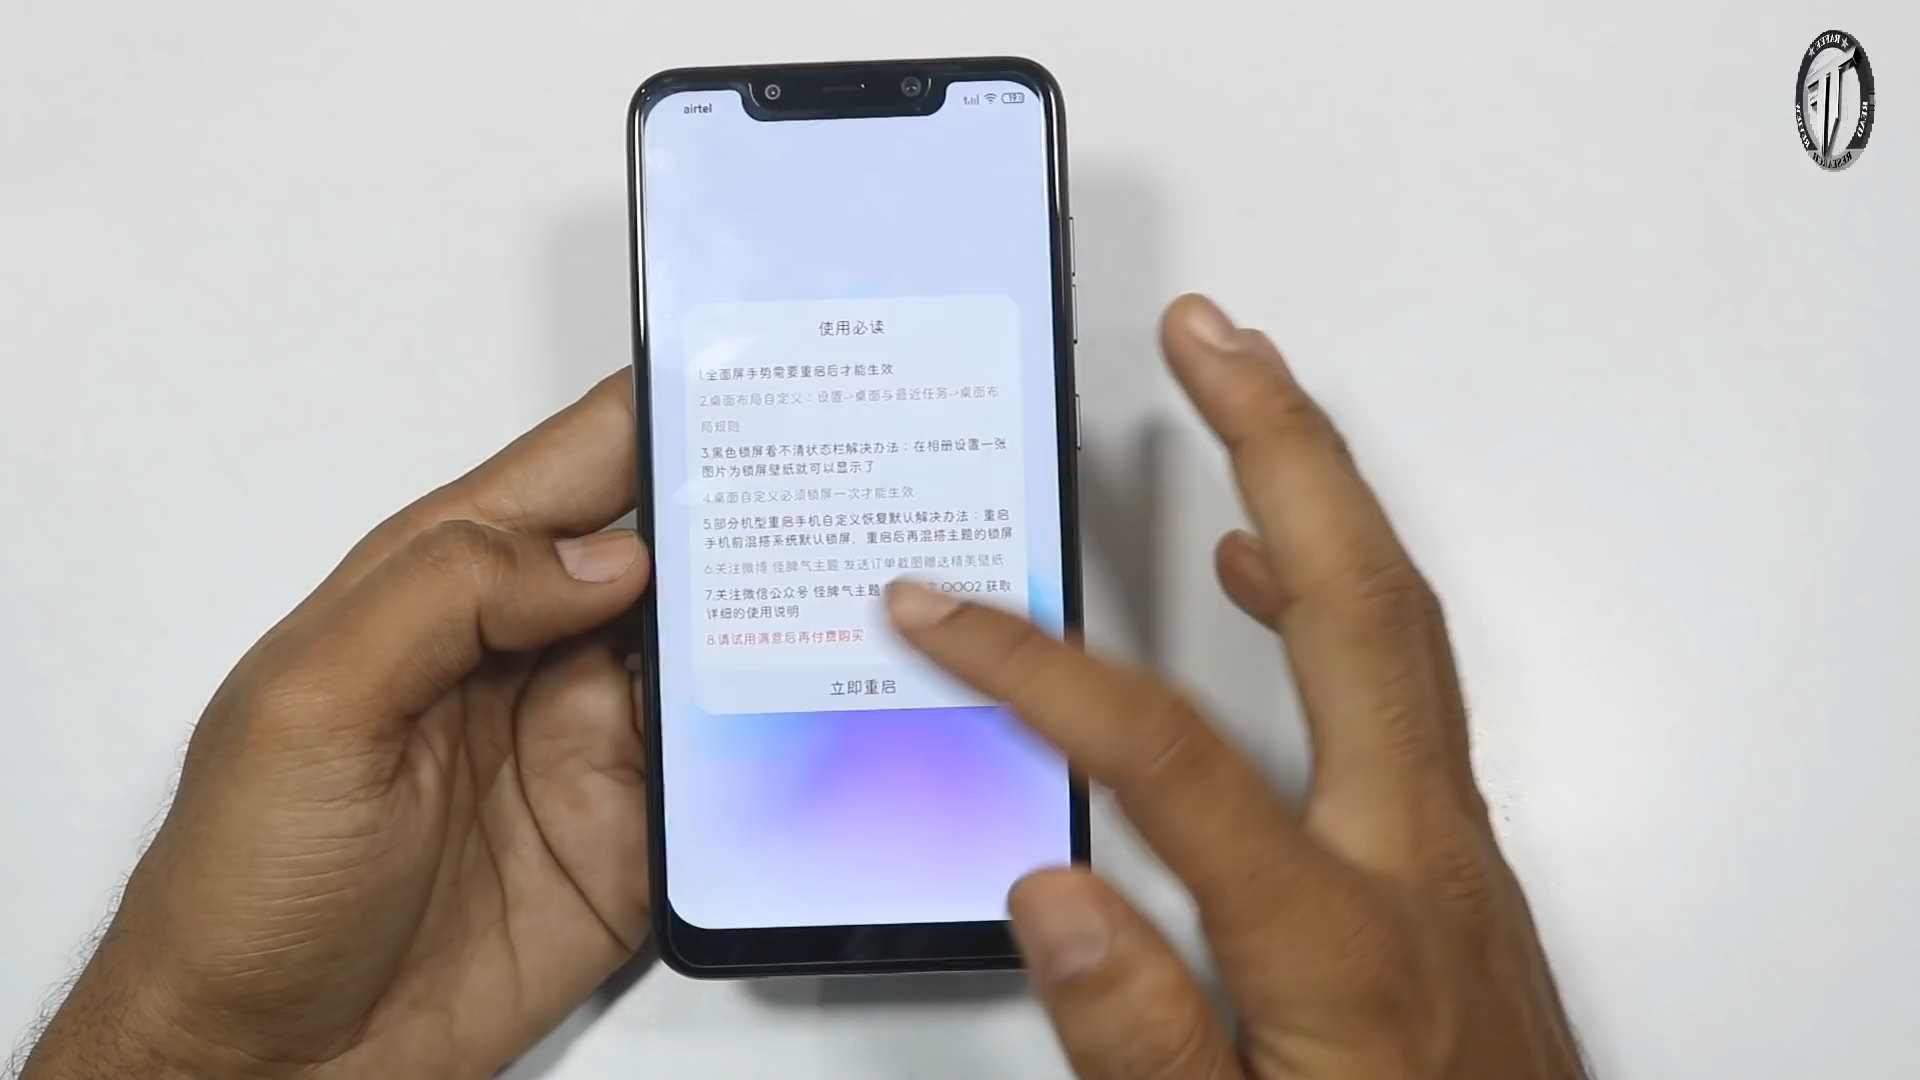 airtel
19
使用必读
1.全面屏手势需要重启后才能生效
2.桌面布局自定义：设置→桌面与最近任务→桌面布
局规则
3.黑色锁屏看不清状态栏解决办法：在相册设置一张
图片为锁屏壁纸就可以显示了
4.桌面自定义必须锁屏一次才能生效
5.部分机型重启手机自定义恢复默认解决办法：重启
手机前混搭系统默认锁屏，重启后再混搭主题的锁屏
6.关注微博 怪脾气主题 发送订单截图赠送精美壁纸
7.关注微信公众号 怪脾气主题 0002 获取
详细的使用说明
8.请试用满意后再付费购买
立即重启